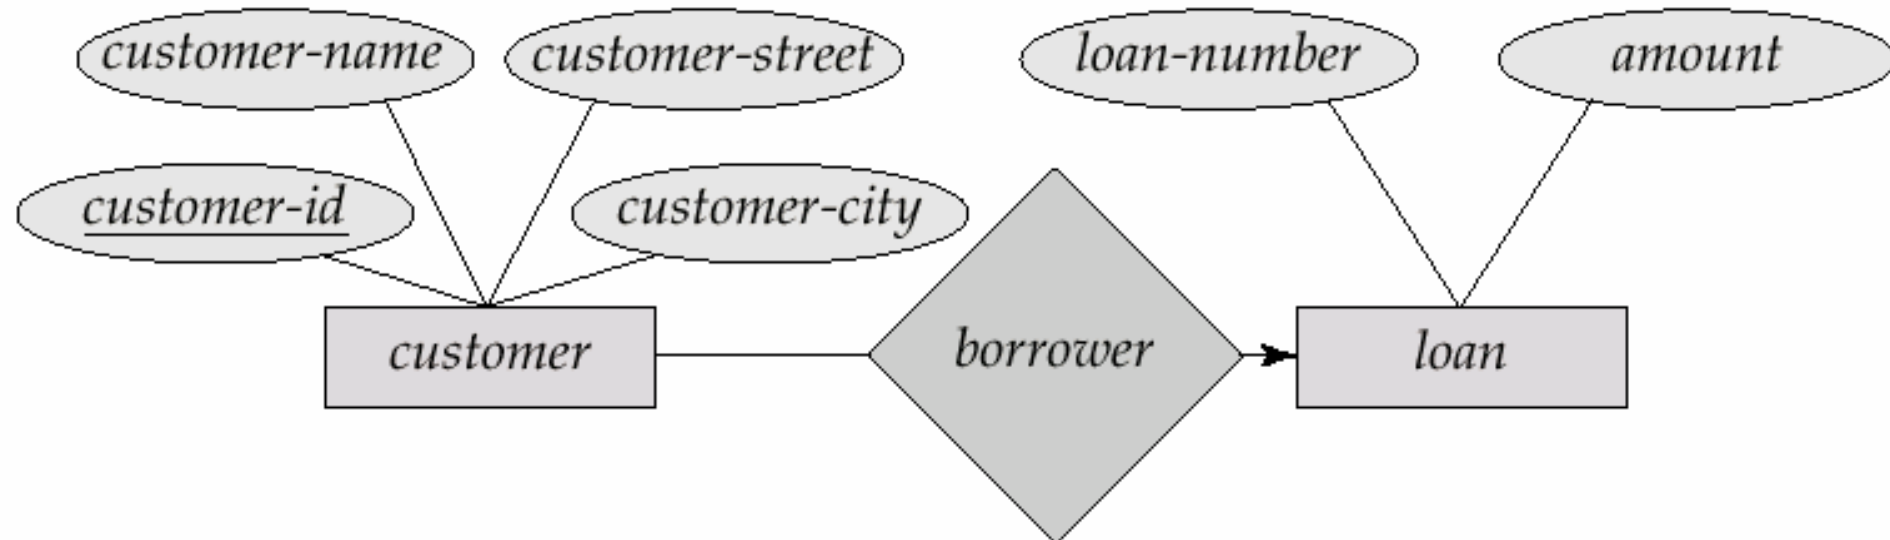 customer-name customer-street loan-number amount
customer-id customer-city
customer borrower loan